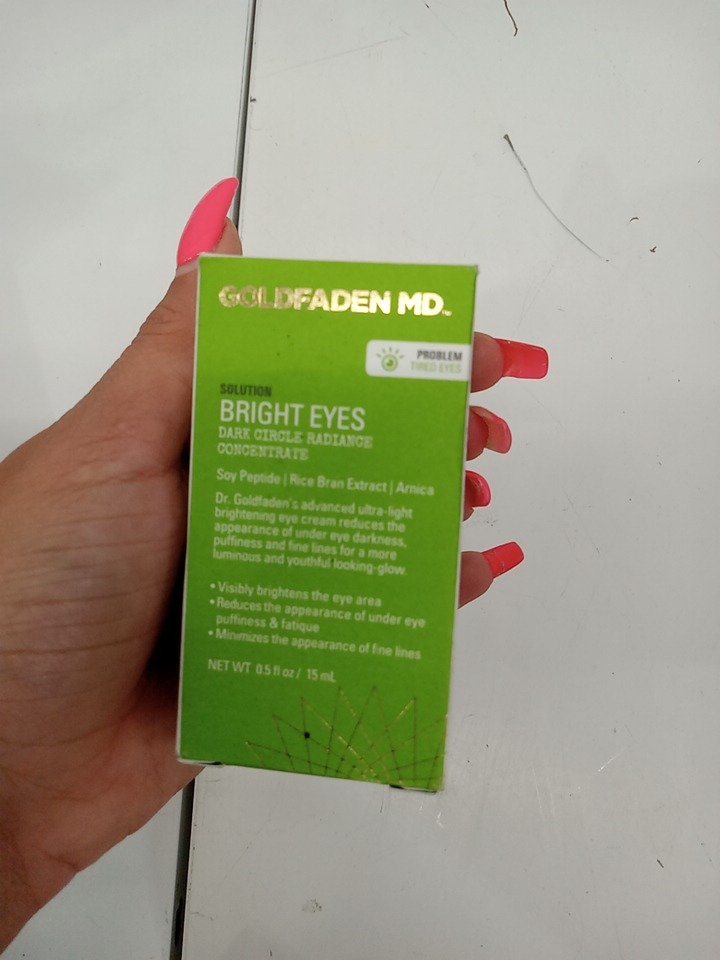 GOLDFADEN MD™
PROBLEM
TIRED EYES
SOLUTION
BRIGHT EYES
DARK CIRCLE RADIANCE
CONCENTRATE
Soy Peptide | Rice Bran Extract | Arnica
Dr. Goldfaden's advanced ultra-light
brightening eye cream reduces the
appearance of under eye darkness,
puffiness and fine lines for a more
luminous and youthful looking-glow.
• Visibly brightens the eye area
• Reduces the appearance of under eye
puffiness & fatique
• Minimizes the appearance of fine lines
NET WT 0.5 fl oz / 15 mL